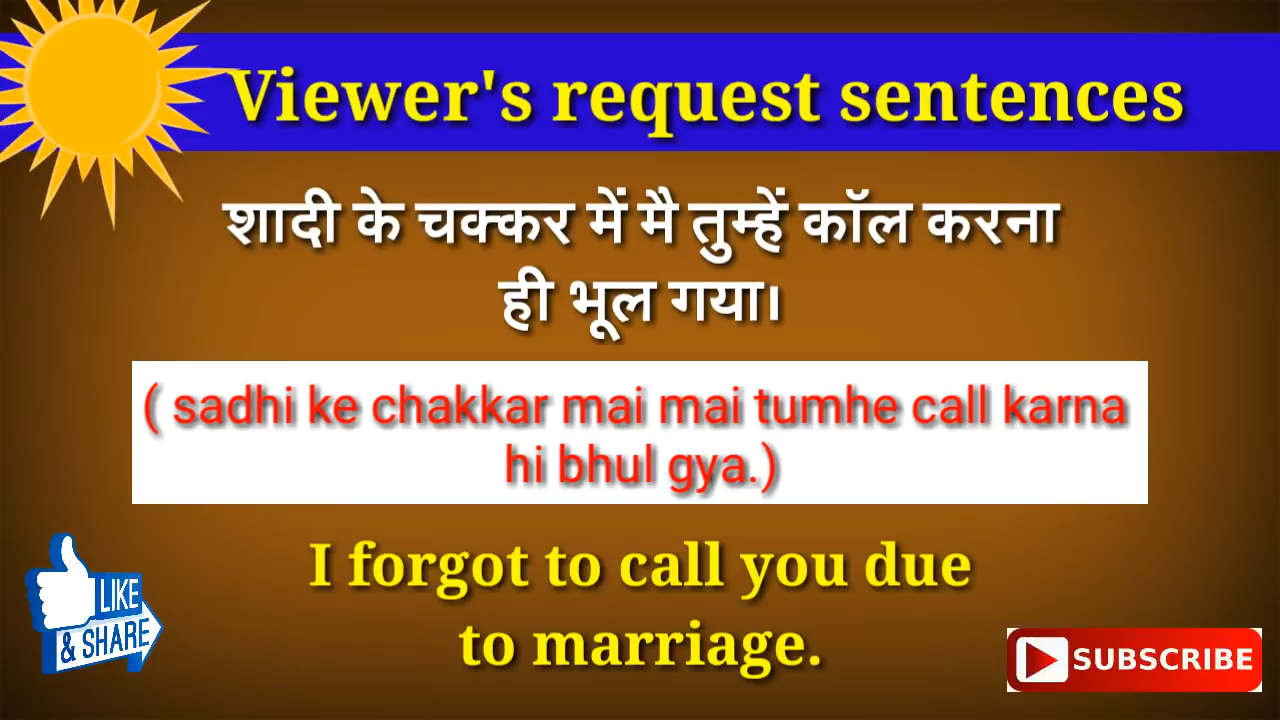 Viewer's request sentences
शादी के चक्कर में मै तुम्हें कॉल करना
ही भूल गया।
( sadhi ke chakkar mai mai tumhe call karna
hi bhul gya.)
I forgot to call you due
to marriage.
LIKE
& SHARE
SUBSCRIBE